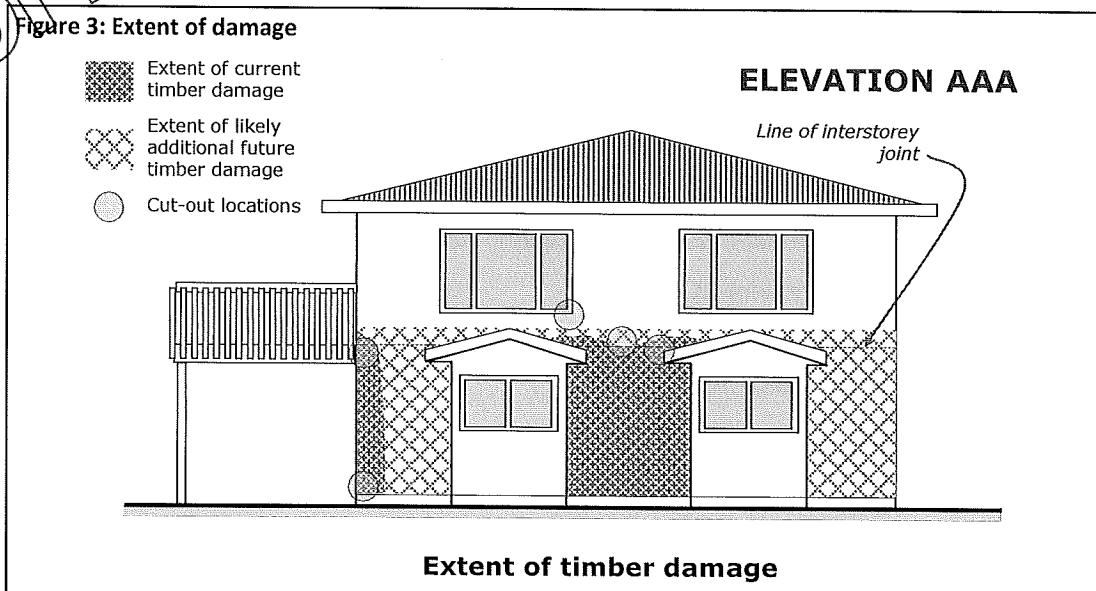 Figure 3: Extent of damage
Extent of current
timber damage
ELEVATION AAA
Extent of likely
additional future
timber damage
Line of interstorey
joint
Cut-out locations
Extent of timber damage